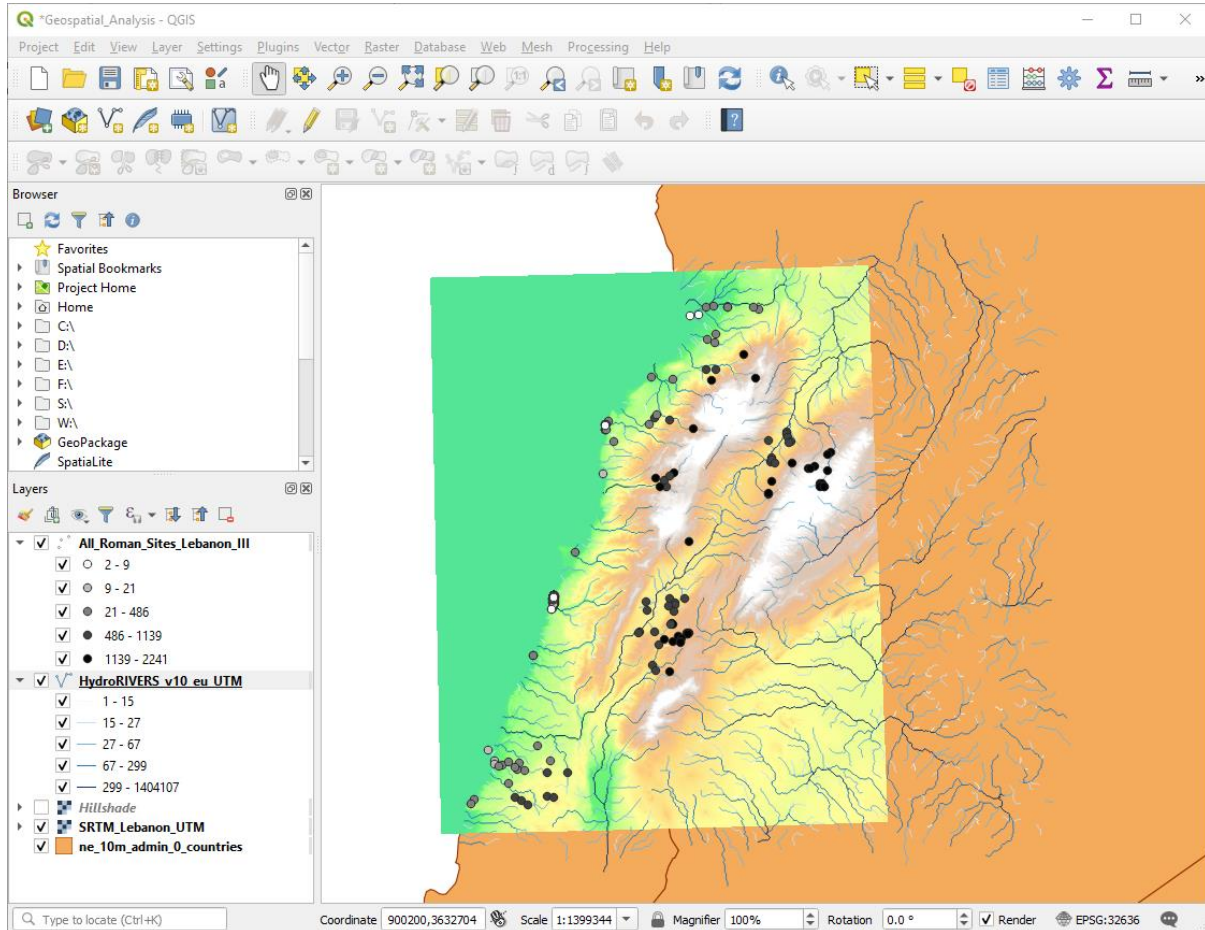 *Geospatial_Analysis - QGIS
Project Edit View Layer Settings Plugins Vector Raster Database Web Mesh Processing Help
Browser
Favorites
Spatial Bookmarks
Project Home
Home
C:\
D:\
E:\
F:\
S:\
W:\
GeoPackage
SpatiaLite
Layers
All_Roman_Sites_Lebanon_III
2 - 9
9 - 21
21 - 486
486 - 1139
1139 - 2241
HydroRIVERS_v10_eu_UTM
1 - 15
15 - 27
27 - 67
67 - 299
299 - 1404107
Hillshade
SRTM_Lebanon_UTM
ne_10m_admin_0_countries
Type to locate (Ctrl+K) Coordinate 900200,3632704 Scale 1:1399344 Magnifier 100% Rotation 0.0 ° Render EPSG:32636